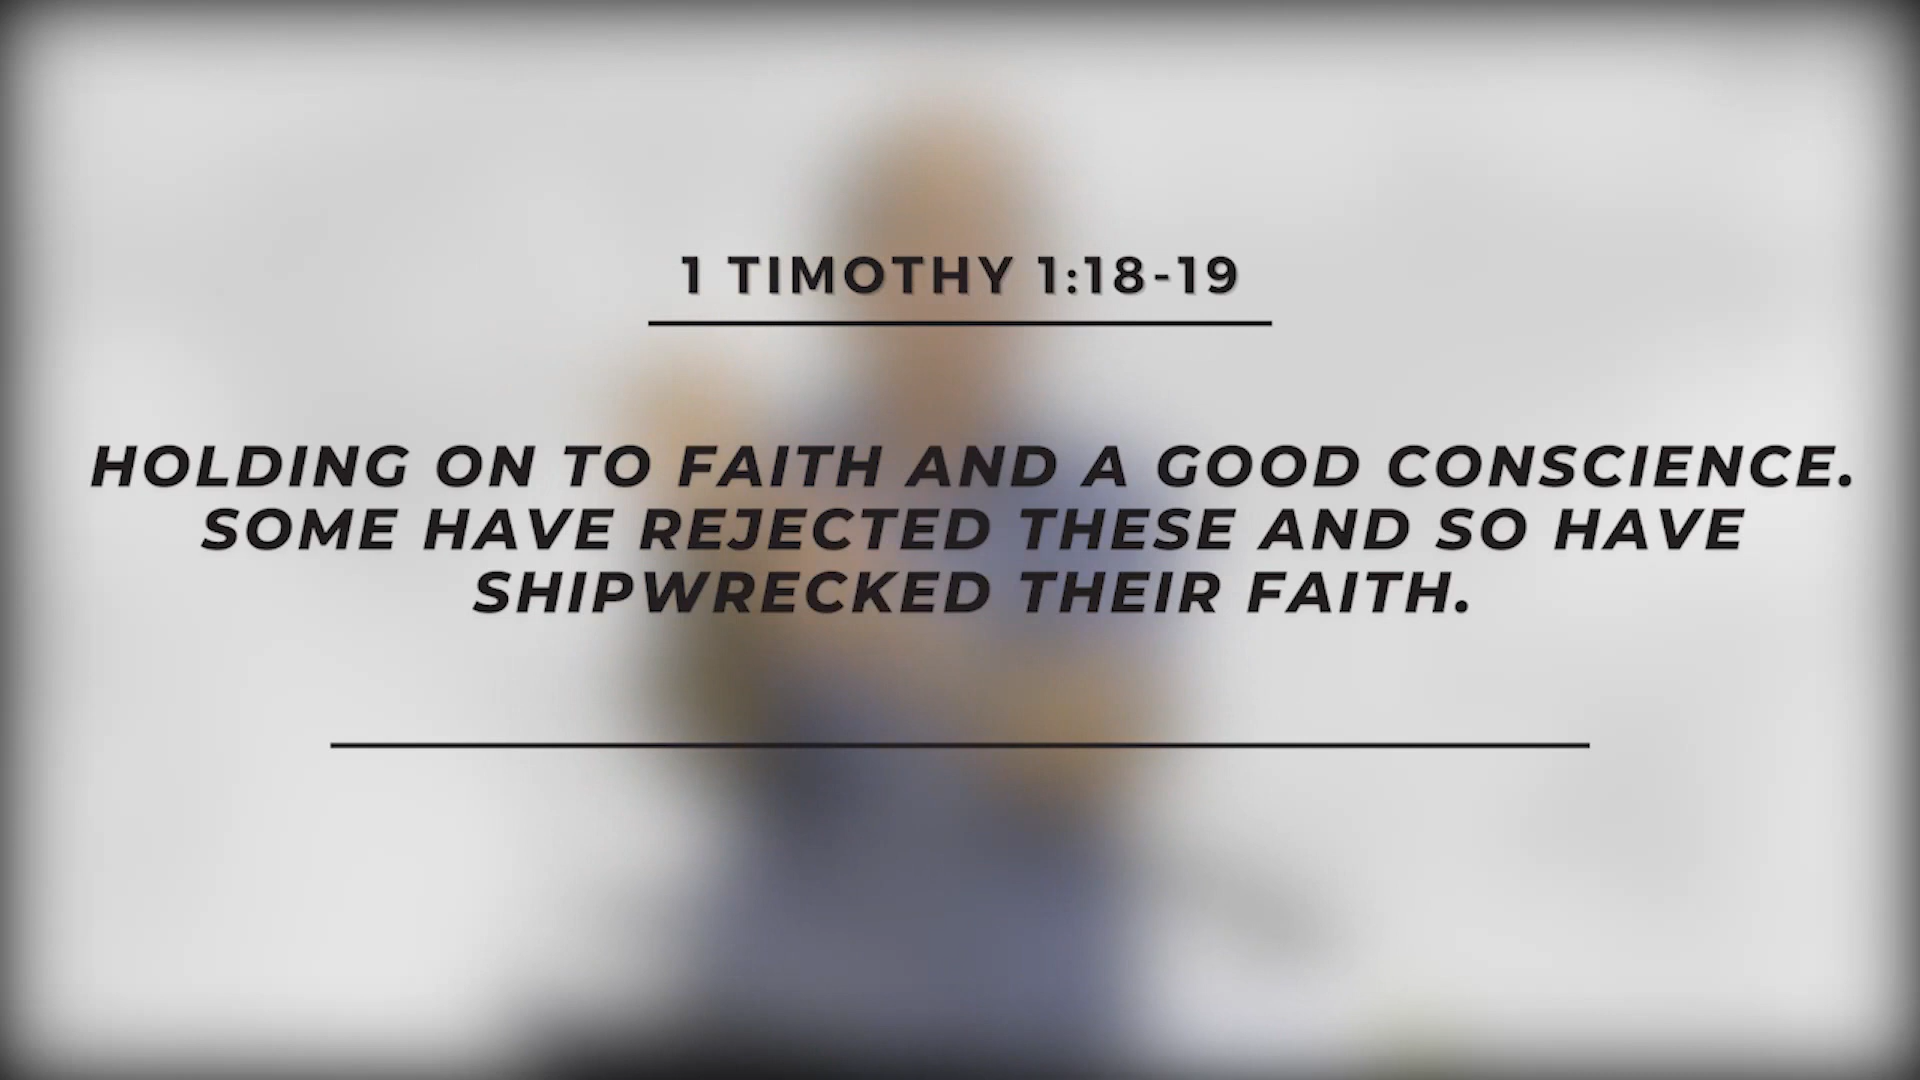 1 TIMOTHY 1:18-19
HOLDING ON TO FAITH AND A GOOD CONSCIENCE.
SOME HAVE REJECTED THESE AND SO HAVE
SHIPWRECKED THEIR FAITH.